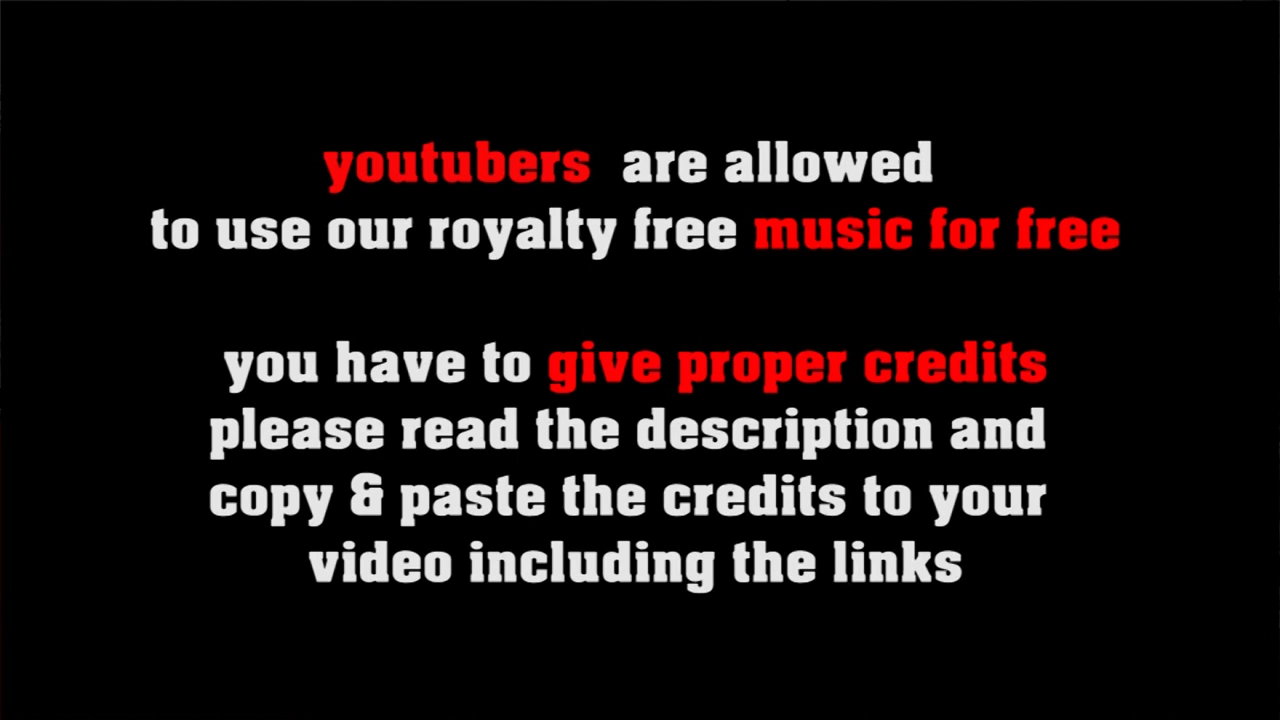 youtubers are allowed
to use our royalty free music for free
you have to give proper credits
please read the description and
copy & paste the credits to your
video including the links